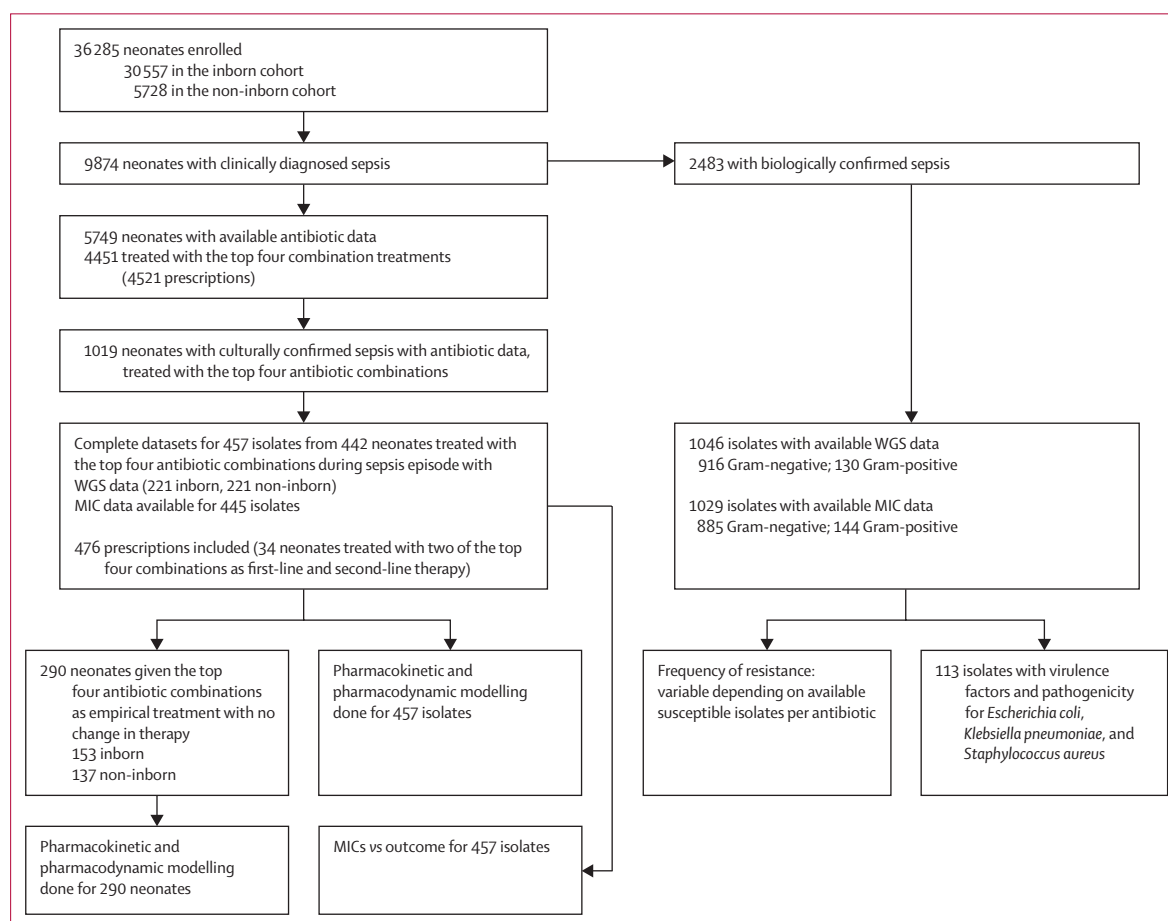 36 285 neonates enrolled
30 557 in the inborn cohort
5728 in the non-inborn cohort
9874 neonates with clinically diagnosed sepsis
2483 with biologically confirmed sepsis
5749 neonates with available antibiotic data
4451 treated with the top four combination treatments
(4521 prescriptions)
1019 neonates with culturally confirmed sepsis with antibiotic data,
treated with the top four antibiotic combinations
Complete datasets for 457 isolates from 442 neonates treated with
the top four antibiotic combinations during sepsis episode with
WGS data (221 inborn, 221 non-inborn)
MIC data available for 445 isolates
476 prescriptions included (34 neonates treated with two of the top
four combinations as first-line and second-line therapy)
1046 isolates with available WGS data
916 Gram-negative; 130 Gram-positive
1029 isolates with available MIC data
885 Gram-negative; 144 Gram-positive
290 neonates given the top
four antibiotic combinations
as empirical treatment with no
change in therapy
153 inborn
137 non-inborn
Pharmacokinetic and
pharmacodynamic modelling
done for 457 isolates
Frequency of resistance:
variable depending on available
susceptible isolates per antibiotic
113 isolates with virulence
factors and pathogenicity
for Escherichia coli,
Klebsiella pneumoniae, and
Staphylococcus aureus
Pharmacokinetic and
pharmacodynamic modelling
done for 290 neonates
MICs vs outcome for 457 isolates